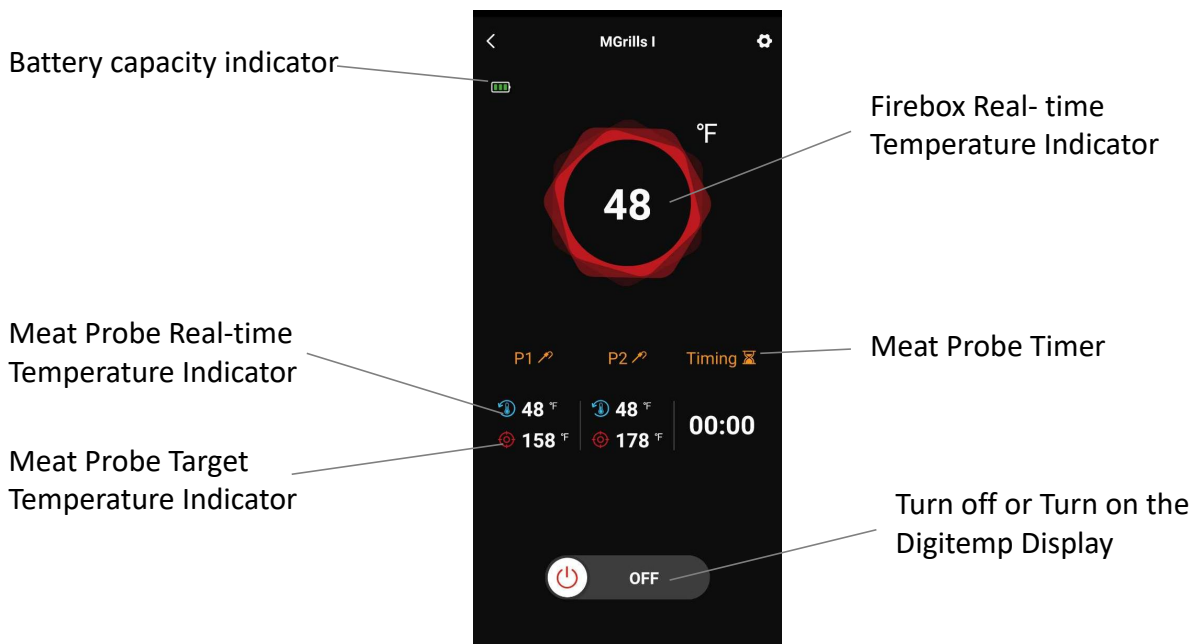 MGrills I
Battery capacity indicator
°F
Firebox Real- time
Temperature Indicator
48
Meat Probe Real-time
Temperature Indicator
P1
P2
Timing
Meat Probe Timer
48 °F
48 °F
00:00
158 °F
178 °F
Meat Probe Target
Temperature Indicator
Turn off or Turn on the
Digitemp Display
OFF